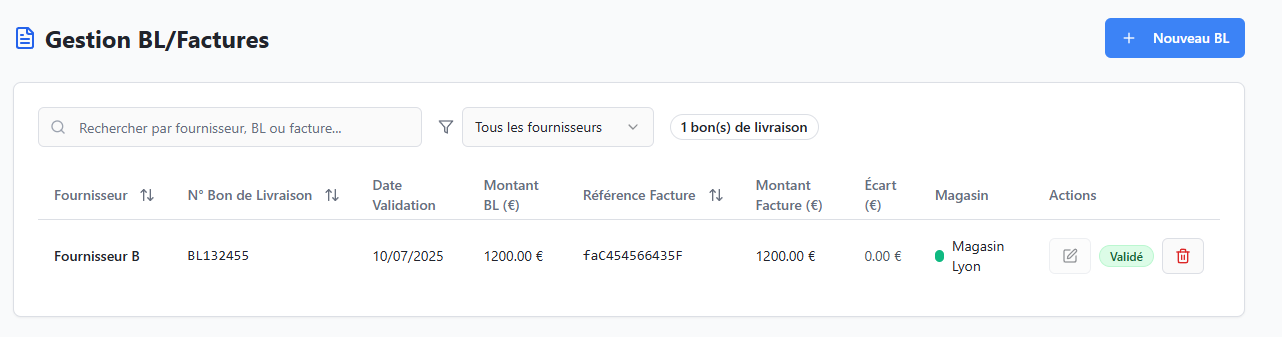 Gestion BL/Factures
Nouveau BL
Rechercher par fournisseur, BL ou facture...
Tous les fournisseurs
1 bon(s) de livraison
Fournisseur
N° Bon de Livraison
Date
Validation
Montant
BL (€)
Référence Facture
Montant
Facture (€)
Écart
(€)
Magasin
Actions
Fournisseur B
BL132455
10/07/2025
1200.00 €
faC454566435F
1200.00 €
0.00 €
Magasin
Lyon
Validé